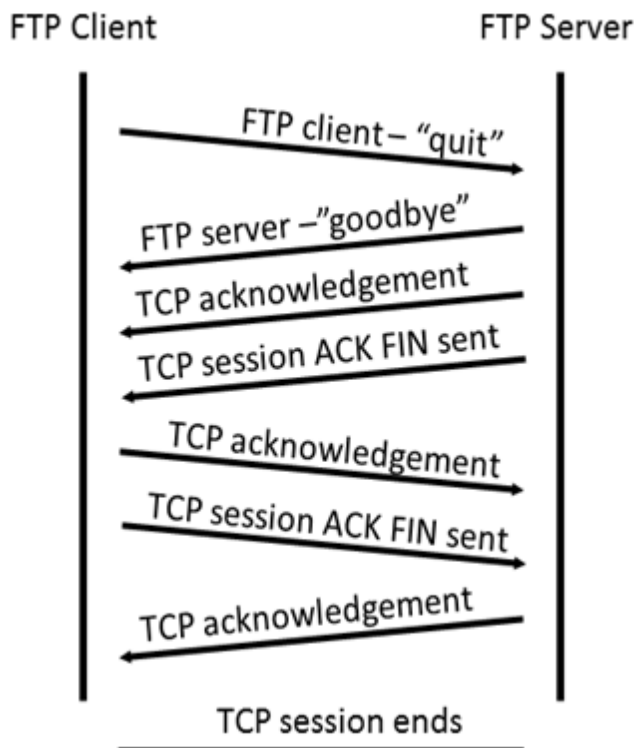 FTP Client FTP Server
FTP client – “quit”
FTP server –”goodbye”
TCP acknowledgement
TCP session ACK FIN sent
TCP acknowledgement
TCP session ACK FIN sent
TCP acknowledgement
TCP session ends